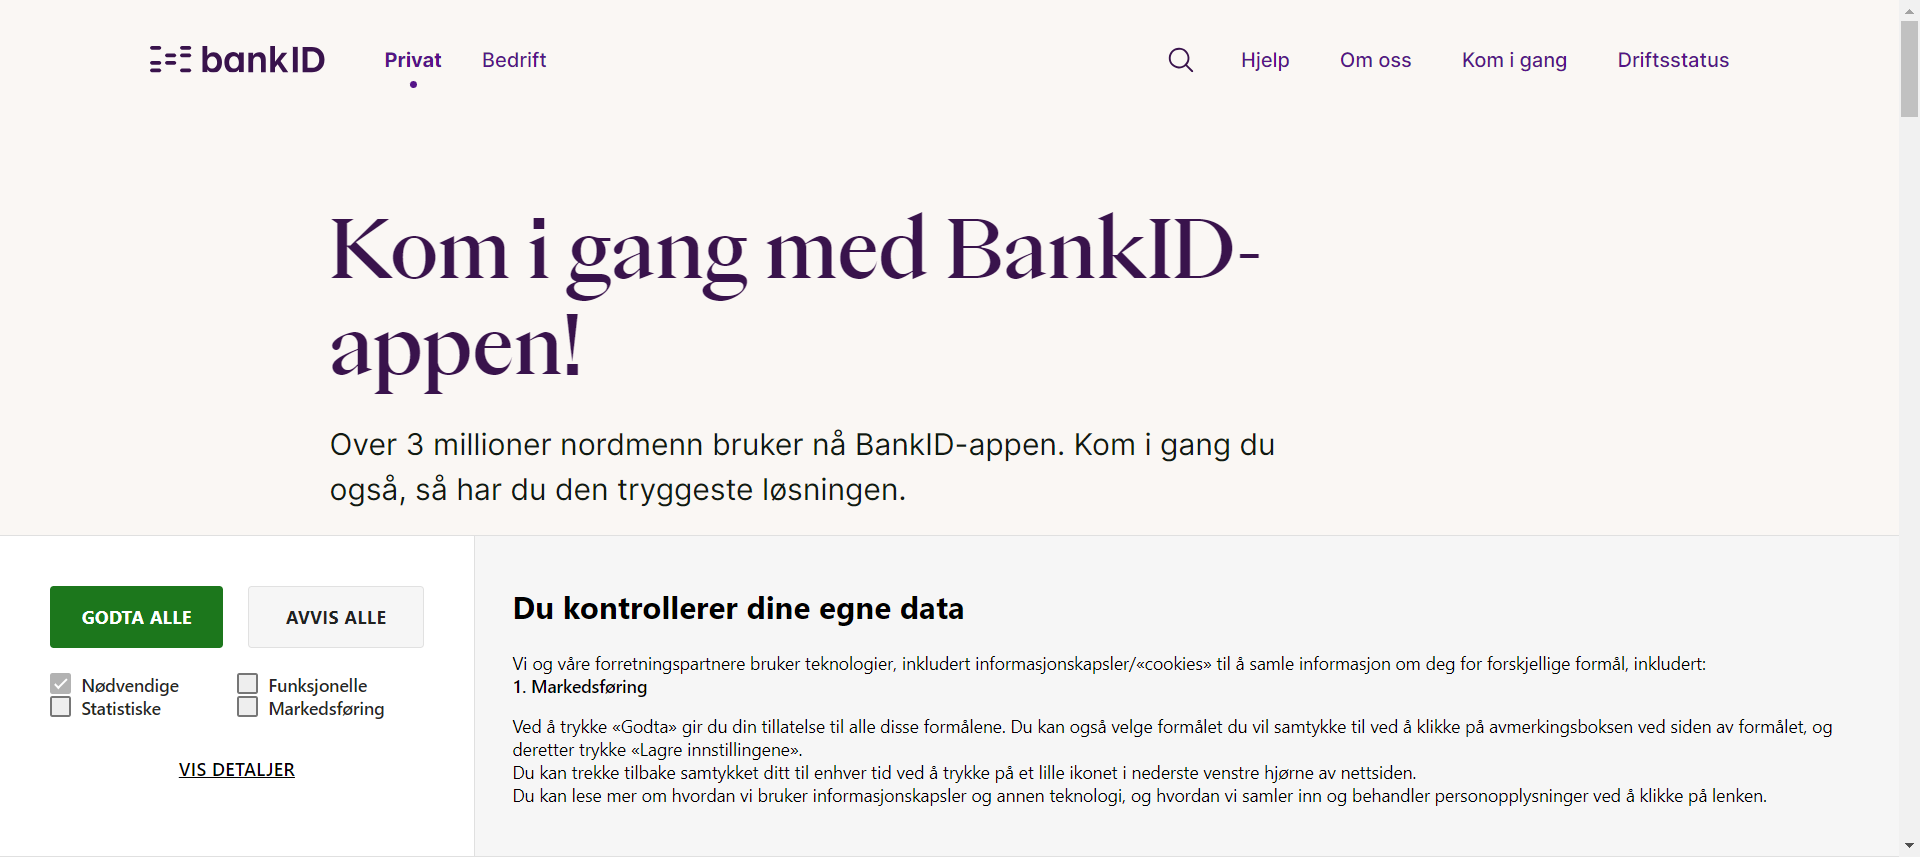 bankID
Privat
Bedrift
Hjelp
Om oss
Kom i gang
Driftsstatus
Kom i gang med BankID-
appen!
Over 3 millioner nordmenn bruker nå BankID-appen. Kom i gang du
også, så har du den tryggeste løsningen.
GODTA ALLE
AVVIS ALLE
Nødvendige
Funksjonelle
Statistiske
Markedsføring
VIS DETALJER
Du kontrollerer dine egne data
Vi og våre forretningspartnere bruker teknologier, inkludert informasjonskapsler/«cookies» til å samle informasjon om deg for forskjellige formål, inkludert:
1. Markedsføring
Ved å trykke «Godta» gir du din tillatelse til alle disse formålene. Du kan også velge formålet du vil samtykke til ved å klikke på avmerkingsboksen ved siden av formålet, og
deretter trykke «Lagre innstillingene».
Du kan trekke tilbake samtykket ditt til enhver tid ved å trykke på et lille ikonet i nederste venstre hjørne av nettsiden.
Du kan lese mer om hvordan vi bruker informasjonskapsler og annen teknologi, og hvordan vi samler inn og behandler personopplysninger ved å klikke på lenken.